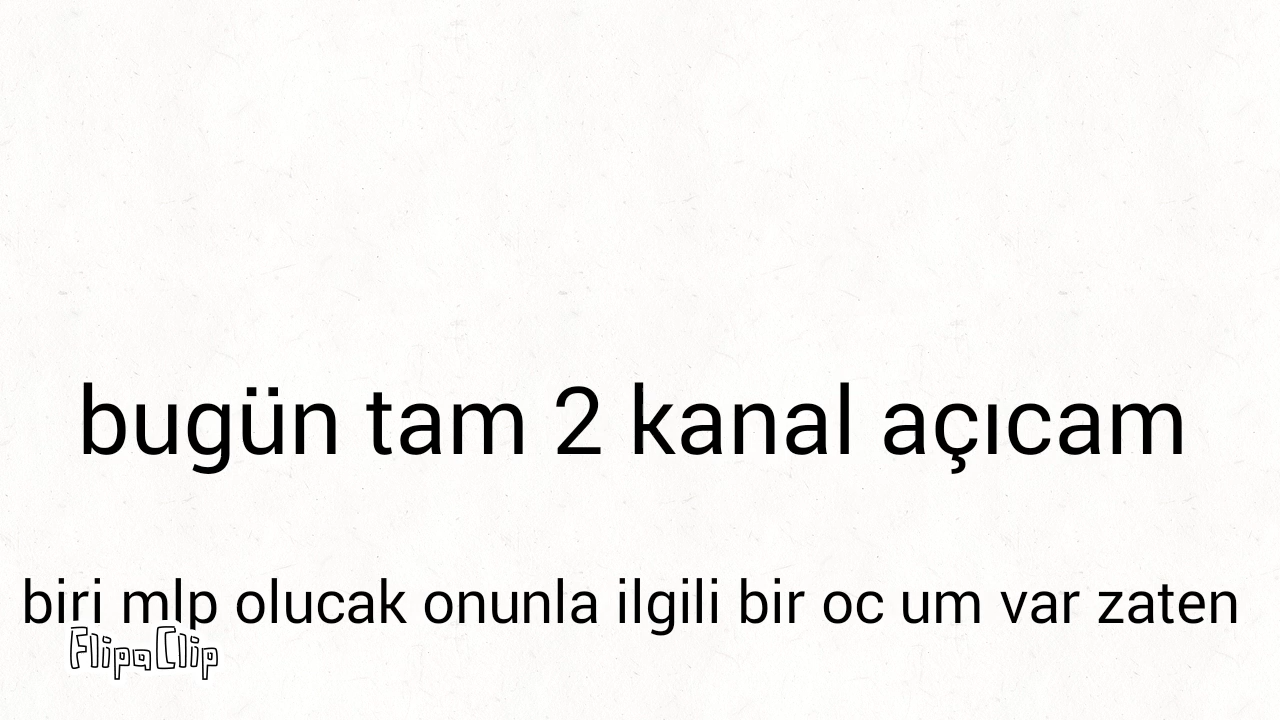 bugün tam 2 kanal açıcam
biri mlp olucak onunla ilgili bir oc um var zaten
FlipaClip